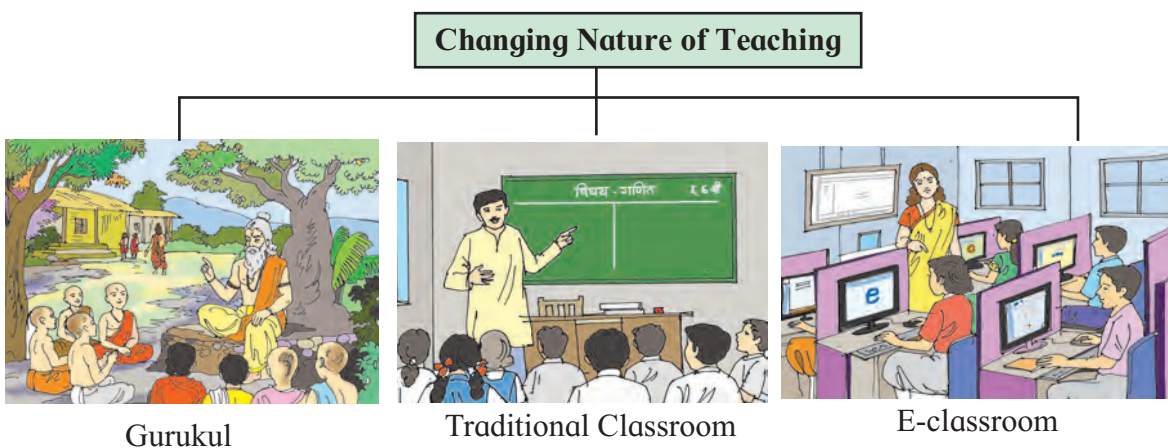 Changing Nature of Teaching
विषय - गणित
e
Gurukul
Traditional Classroom
E-classroom